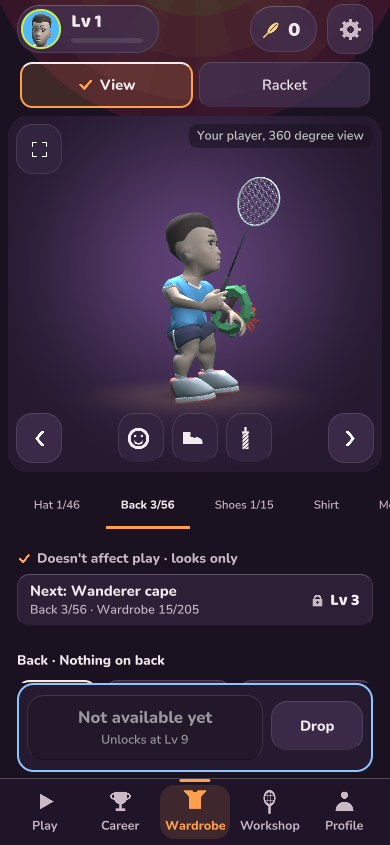 Lv 1
0
View
Racket
Your player, 360 degree view
Hat 1/46
Back 3/56
Shoes 1/15
Shirt
Doesn't affect play · looks only
Next: Wanderer cape
Back 3/56 · Wardrobe 15/205
Lv 3
Back · Nothing on back
Not available yet
Unlocks at Lv 9
Drop
Play
Career
Wardrobe
Workshop
Profile